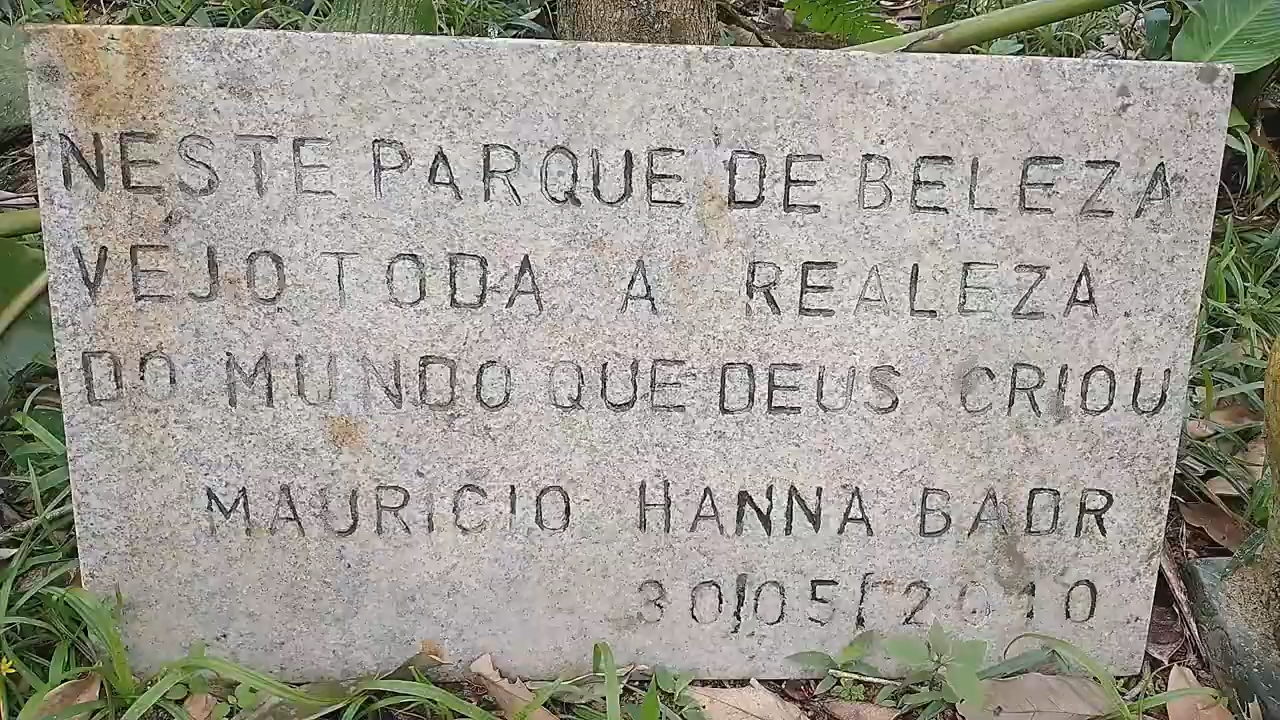 NESTE PARQUE DE BELEZA
VEJO TODA A REALEZA
DO MUNDO QUE DEUS CRIOU
MAURICIO HANNA BADR
30/05/2010